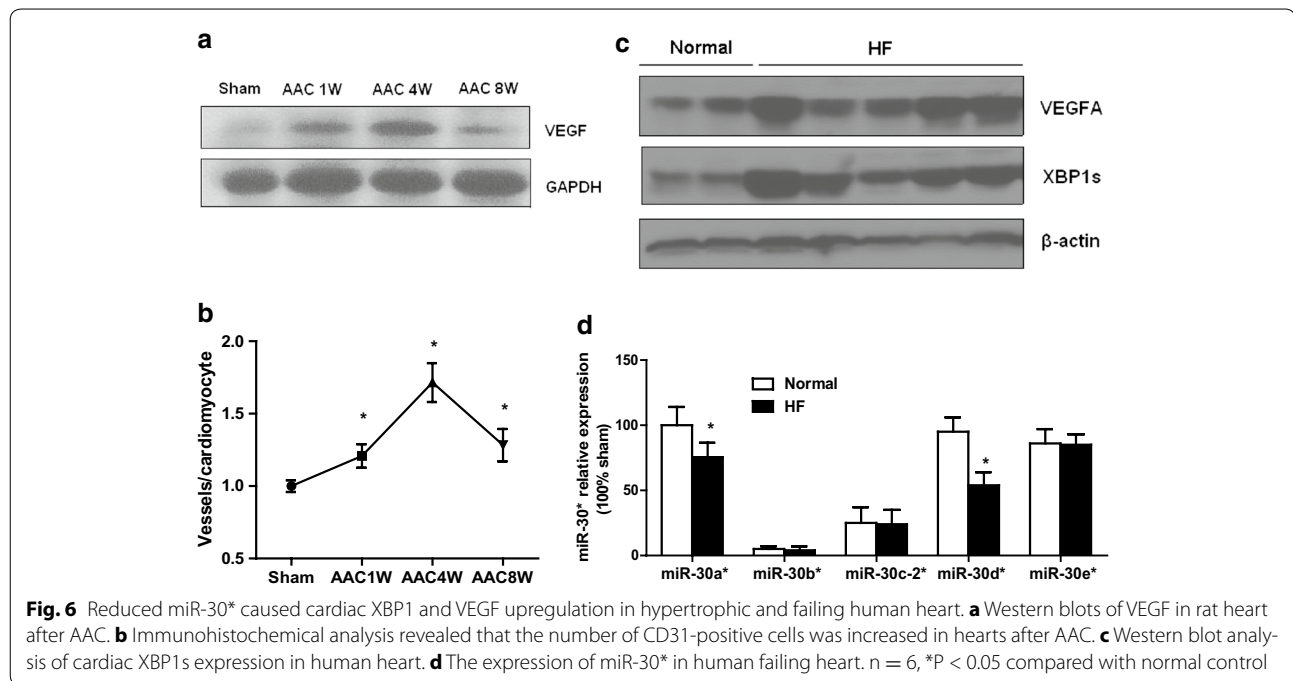 a
Sham AAC 1W AAC 4W AAC 8W
VEGF
GAPDH
c
Normal HF
VEGFA
XBP1s
β-actin
b
Vessels/cardiomyocyte
2.0
1.5
1.0
0.5
*
*
*
Sham AAC1W AAC4W AAC8W
d
miR-30* relative expression
(100% sham)
150
100
50
0
Normal
HF
*
*
miR-30a* miR-30b* miR-30c-2* miR-30d* miR-30e*
Fig. 6 Reduced miR-30* caused cardiac XBP1 and VEGF upregulation in hypertrophic and failing human heart. a Western blots of VEGF in rat heart
after AAC. b Immunohistochemical analysis revealed that the number of CD31-positive cells was increased in hearts after AAC. c Western blot analy-
sis of cardiac XBP1s expression in human heart. d The expression of miR-30* in human failing heart. n = 6, *P < 0.05 compared with normal control